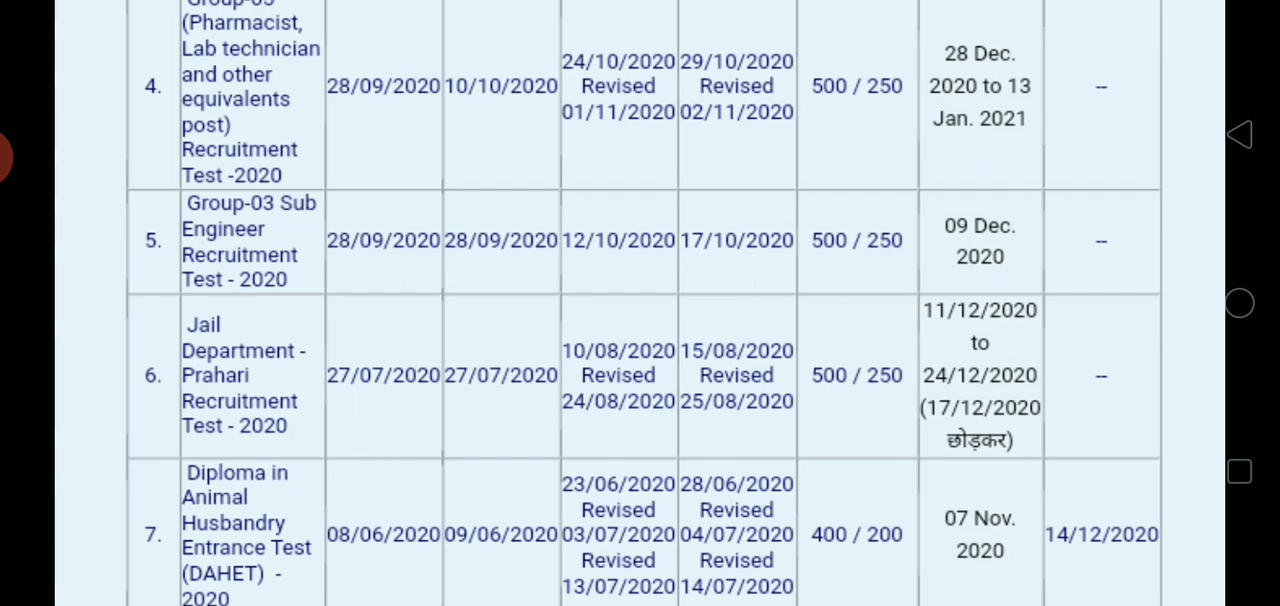 Group-05
(Pharmacist,
Lab technician
and other
equivalents
post)
Recruitment
Test -2020
4.
28/09/2020
10/10/2020
24/10/2020
Revised
01/11/2020
29/10/2020
Revised
02/11/2020
500 / 250
28 Dec.
2020 to 13
Jan. 2021
--
5.
Group-03 Sub
Engineer
Recruitment
Test - 2020
28/09/2020
28/09/2020
12/10/2020
17/10/2020
500 / 250
09 Dec.
2020
--
6.
Jail
Department -
Prahari
Recruitment
Test - 2020
27/07/2020
27/07/2020
10/08/2020
Revised
24/08/2020
15/08/2020
Revised
25/08/2020
500 / 250
11/12/2020
to
24/12/2020
(17/12/2020
छोड़कर)
--
7.
Diploma in
Animal
Husbandry
Entrance Test
(DAHET) -
2020
08/06/2020
09/06/2020
23/06/2020
Revised
03/07/2020
Revised
13/07/2020
28/06/2020
Revised
04/07/2020
Revised
14/07/2020
400 / 200
07 Nov.
2020
14/12/2020